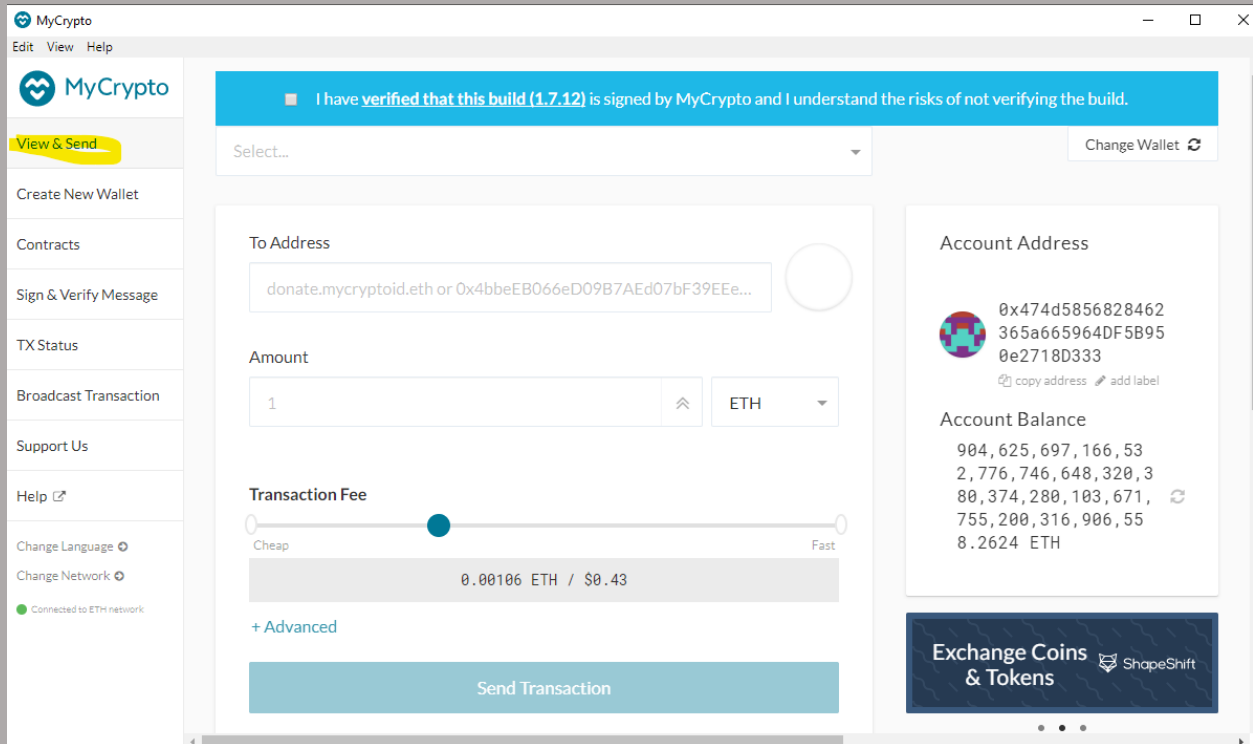 MyCrypto
Edit View Help
MyCrypto
View & Send
Create New Wallet
Contracts
Sign & Verify Message
TX Status
Broadcast Transaction
Support Us
Help
Change Language
Change Network
Connected to ETH network
I have verified that this build (1.7.12) is signed by MyCrypto and I understand the risks of not verifying the build.
Select...
Change Wallet
To Address
donate.mycryptoid.eth or 0x4bbeEB066eD09B7AEd07bF39EEe...
Amount
1
ETH
Transaction Fee
Cheap
Fast
0.00106 ETH / $0.43
+ Advanced
Send Transaction
Account Address
0x474d5856828462
365a665964DF5B95
0e2718D333
copy address add label
Account Balance
904,625,697,166,53
2,776,746,648,320,3
80,374,280,103,671,
755,200,316,906,55
8.2624 ETH
Exchange Coins
& Tokens
ShapeShift